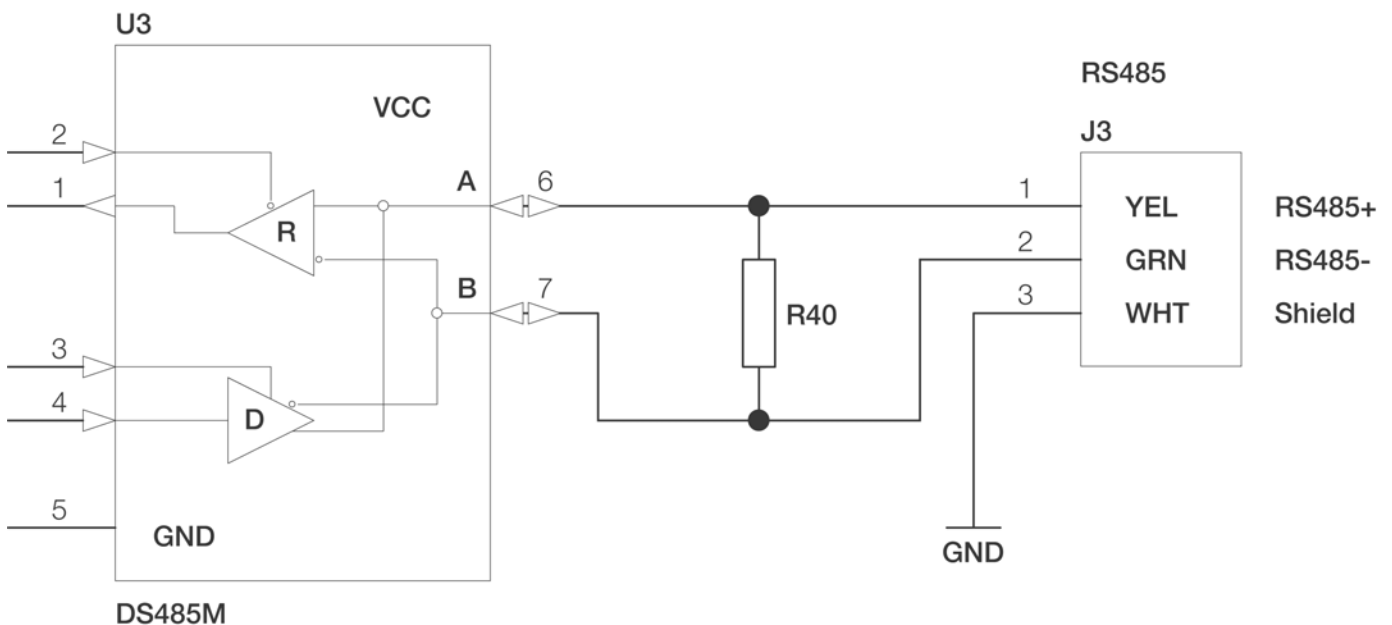 U3
RS485
VCC
J3
2
A
6
1
1
YEL
RS485+
R
2
GRN
RS485-
B
7
3
WHT
Shield
R40
3
4
D
5
GND
GND
DS485M